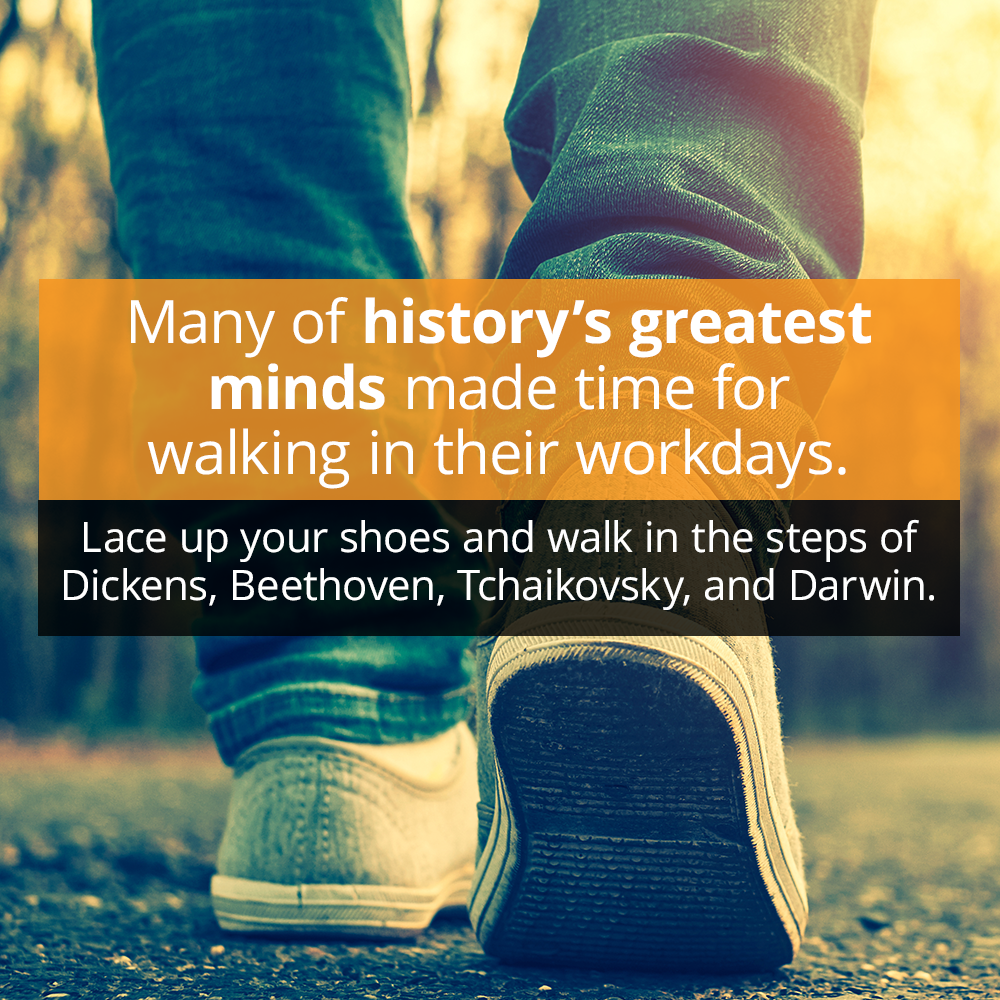 Many of history’s greatest
minds made time for
walking in their workdays.
Lace up your shoes and walk in the steps of
Dickens, Beethoven, Tchaikovsky, and Darwin.